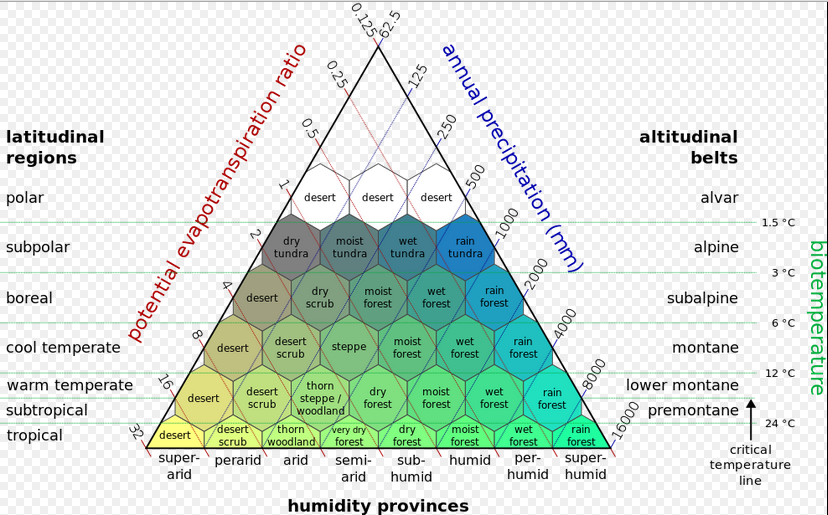 0.125
62.5
0.25
125
0.5
250
1
500
2
1000
4
2000
8
4000
16
8000
32
16000
potential evapotranspiration ratio
annual precipitation (mm)
latitudinal
regions
altitudinal
belts
polar
desert
desert
desert
alvar
1.5 °C
subpolar
dry
tundra
moist
tundra
wet
tundra
rain
tundra
alpine
3 °C
boreal
desert
dry
scrub
moist
forest
wet
forest
rain
forest
subalpine
6 °C
cool temperate
desert
desert
scrub
steppe
moist
forest
wet
forest
rain
forest
montane
12 °C
warm temperate
lower montane
desert
desert
scrub
thorn
steppe /
woodland
dry
forest
moist
forest
wet
forest
rain
forest
subtropical
premontane
24 °C
tropical
desert
desert
scrub
thorn
woodland
very dry
forest
dry
forest
moist
forest
wet
forest
rain
forest
biotemperature
critical
temperature
line
super-
arid
perarid
arid
semi-
arid
sub-
humid
humid
per-
humid
super-
humid
humidity provinces